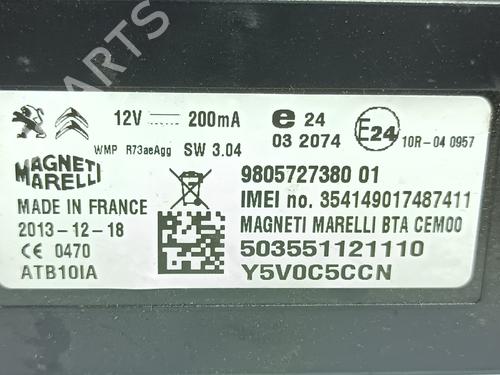 B-PARTS
12V 200mA
e 24
03 2074
E24
10R-04 0957
WMP R73aeAgg SW 3.04
MAGNETI
MARELLI
MADE IN FRANCE
2013-12-18
CE 0470
ATB10IA
9805727380 01
IMEI no. 354149017487411
MAGNETI MARELLI BTA CEM00
503551121110
Y5V0C5CCN